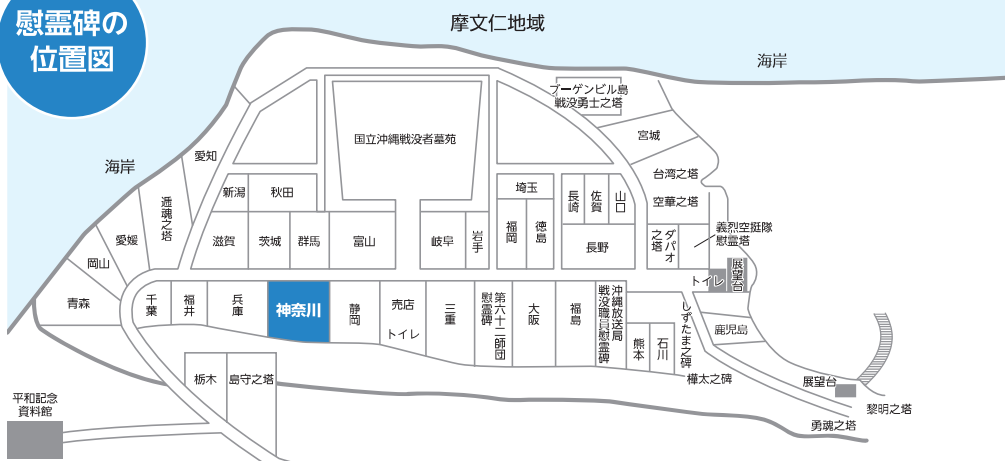 慰霊碑の
位置図
摩文仁地域
海岸
海岸
ブーゲンビル島
戦没勇士之塔
宮城
台湾之塔
空華之塔
義烈空挺隊
慰霊塔
ダパオ
之塔
展望台
トイレ
国立沖縄戦没者墓苑
愛知
新潟
秋田
遁魂之塔
滋賀
茨城
群馬
富山
岐阜
岩手
埼玉
福岡
徳島
長崎
佐賀
山口
長野
愛媛
岡山
青森
千葉
福井
兵庫
神奈川
静岡
売店
トイレ
三重
第六十二師団
慰霊碑
大阪
福島
沖縄放送局
戦没職員慰霊碑
熊本
石川
しずたま之碑
鹿児島
樺太之碑
栃木
島守之塔
展望台
黎明之塔
勇魂之塔
平和記念
資料館